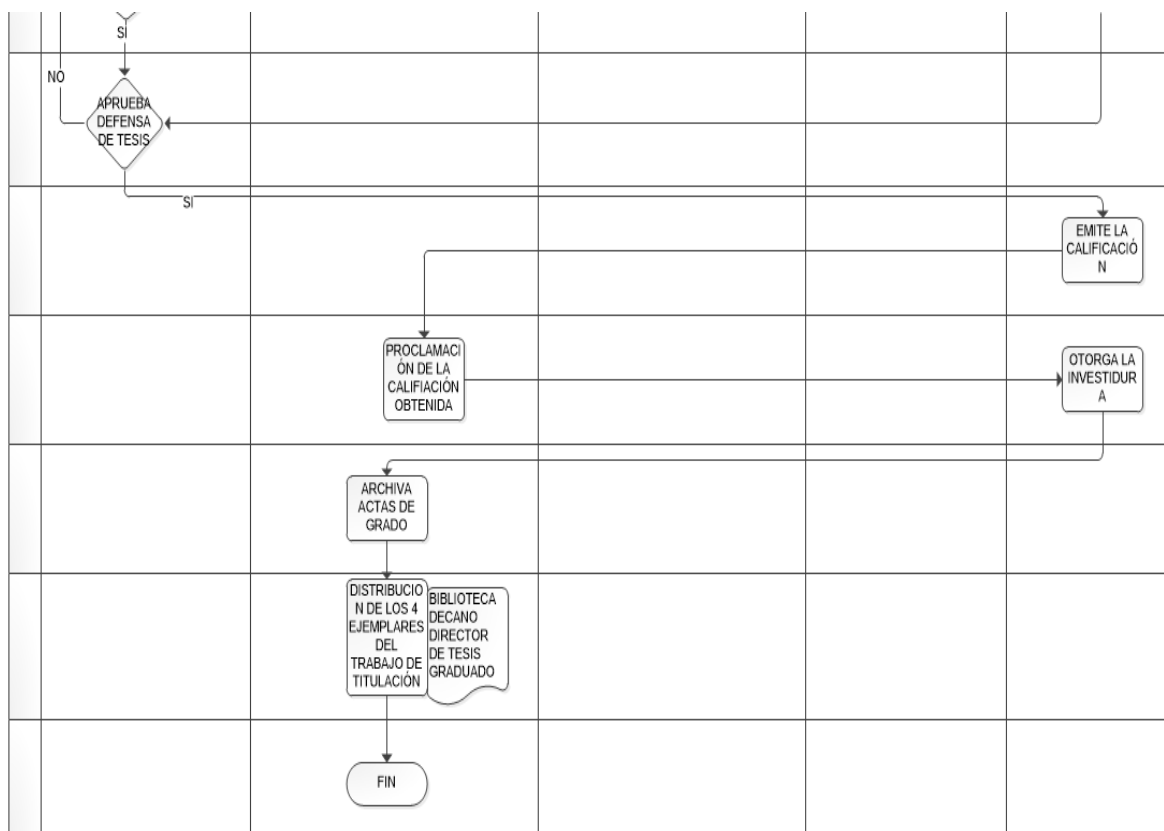 SI
NO
APRUEBA
DEFENSA
DE TESIS
SI
EMITE LA
CALIFICACIÓ
N
PROCLAMACI
ÓN DE LA
CALIFIACIÓN
OBTENIDA
OTORGA LA
INVESTIDUR
A
ARCHIVA
ACTAS DE
GRADO
DISTRIBUCIO
N DE LOS 4
EJEMPLARES
DEL
TRABAJO DE
TITULACIÓN
BIBLIOTECA
DECANO
DIRECTOR
DE TESIS
GRADUADO
FIN